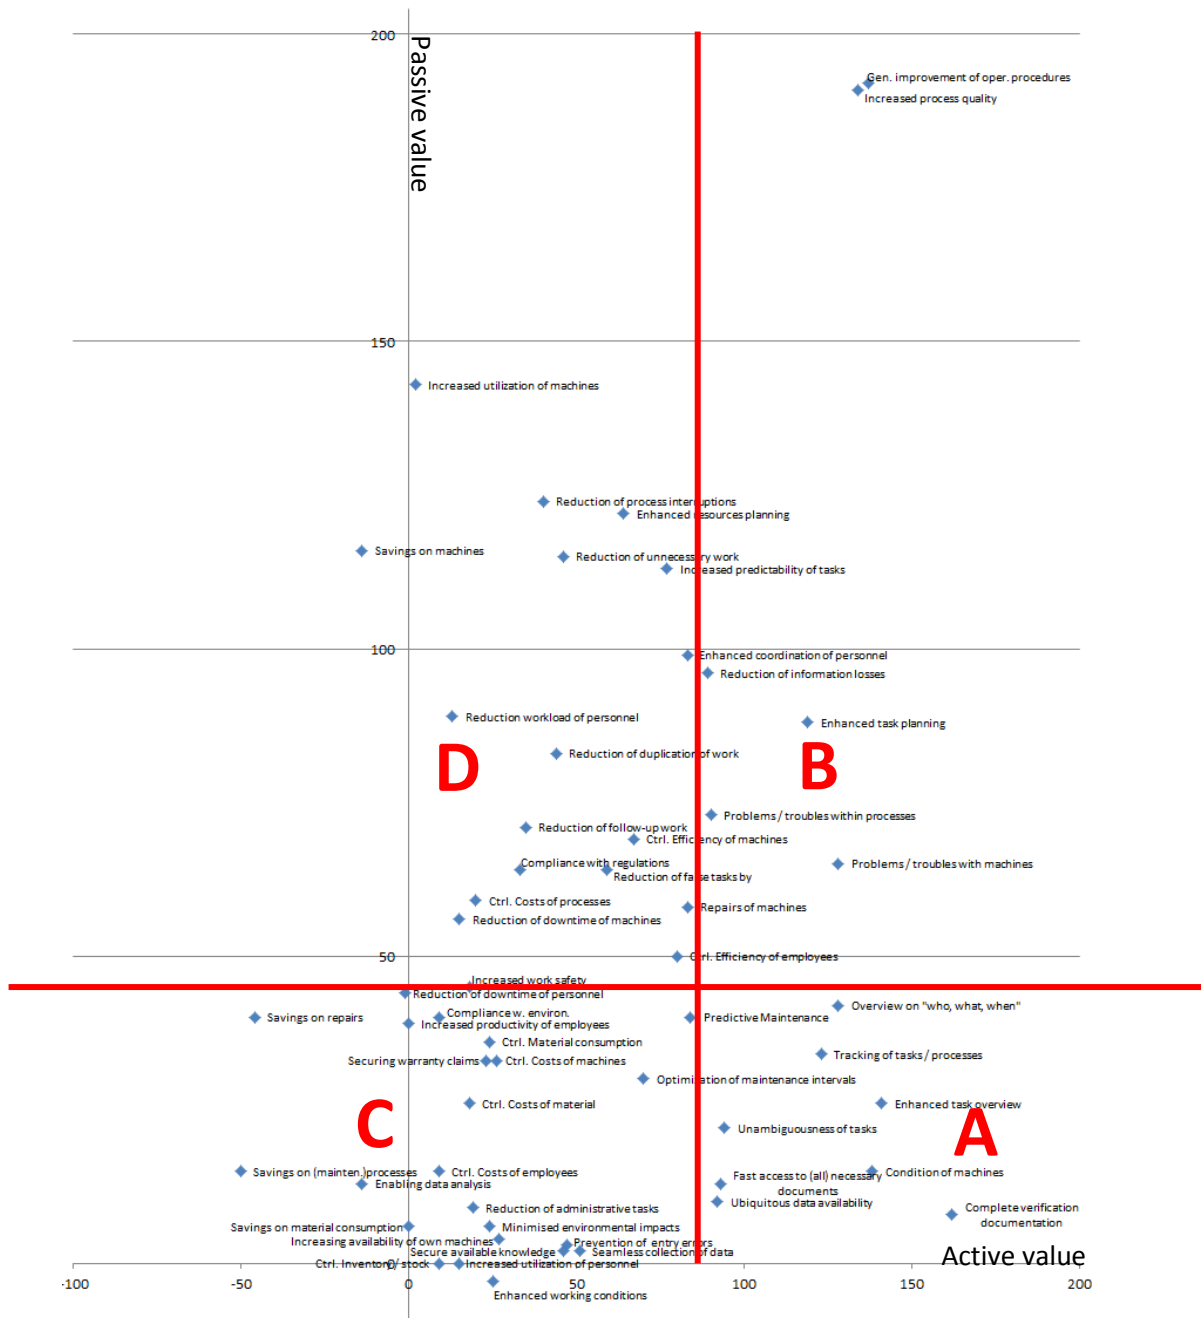 200
Passive value
Gen. improvement of oper. procedures
Increased process quality
150
Increased utilization of machines
Reduction of process interruptions
Enhanced resources planning
Savings on machines
Reduction of unnecessary work
Increased predictability of tasks
100
Enhanced coordination of personnel
Reduction of information losses
Reduction workload of personnel
Enhanced task planning
D
Reduction of duplication of work
B
Problems / troubles within processes
Reduction of follow-up work
Ctrl. Efficiency of machines
Compliance with regulations
Problems / troubles with machines
Reduction of false tasks by
Ctrl. Costs of processes
Repairs of machines
Reduction of downtime of machines
50
Ctrl. Efficiency of employees
Increased work safety
Reduction of downtime of personnel
Overview on "who, what, when"
Savings on repairs
Compliance w. environ.
Predictive Maintenance
Increased productivity of employees
Ctrl. Material consumption
Tracking of tasks / processes
Securing warranty claims
Ctrl. Costs of machines
Optimization of maintenance intervals
C
Ctrl. Costs of material
Enhanced task overview
A
Unambiguousness of tasks
Savings on (mainten.)processes
Ctrl. Costs of employees
Condition of machines
Enabling data analysis
Fast access to (all) necessary
documents
Ubiquitous data availability
Reduction of administrative tasks
Complete verification
documentation
Savings on material consumption
Minimised environmental impacts
Increasing availability of own machines
Prevention of entry errors
Secure available knowledge
Seamless collection of data
Active value
Ctrl. Inventory/ stock
0
Increased utilization of personnel
-100
-50
0
50
100
150
200
Enhanced working conditions